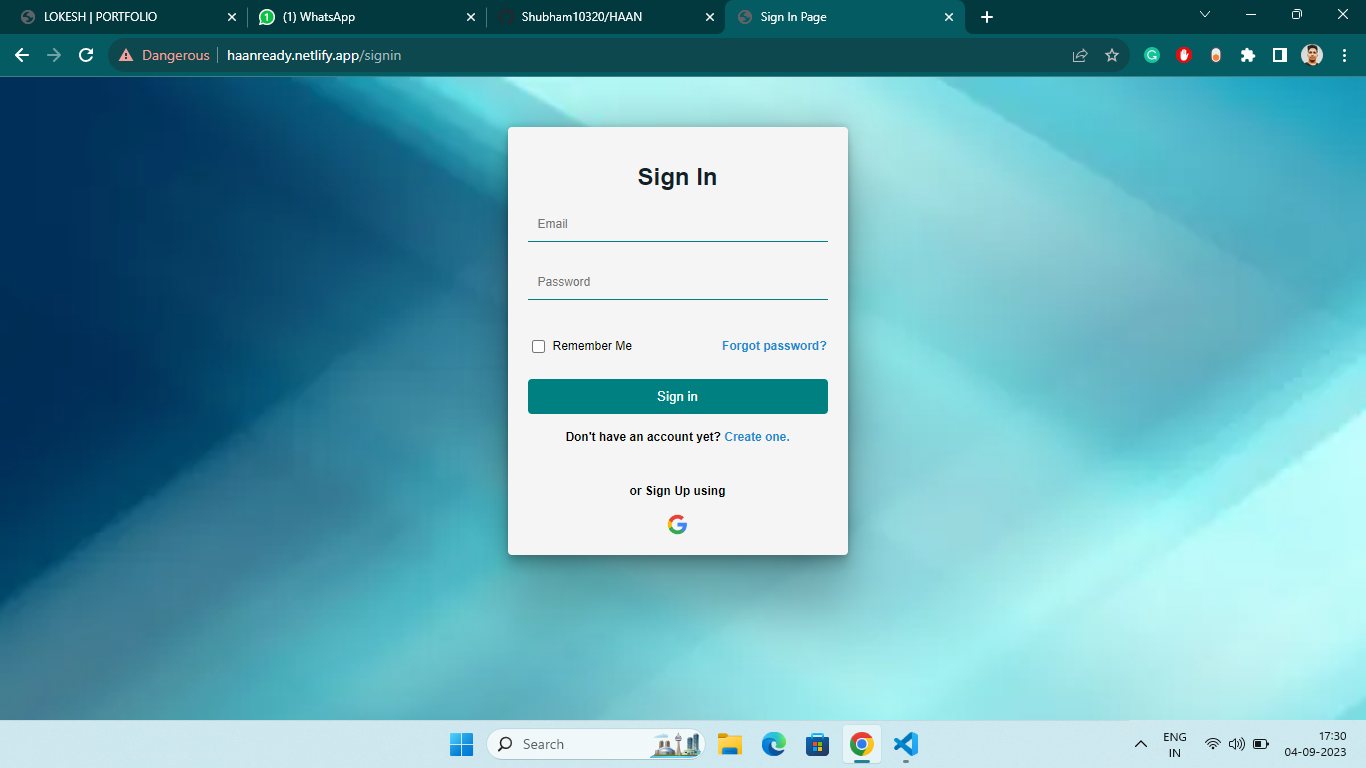 LOKESH | PORTFOLIO
(1) WhatsApp
Shubham10320/HAAN
Sign In Page
Dangerous
haanready.netlify.app/signin
Sign In
Email
Password
Remember Me
Forgot password?
Sign in
Don't have an account yet? Create one.
or Sign Up using
Search
ENG
IN
17:30
04-09-2023